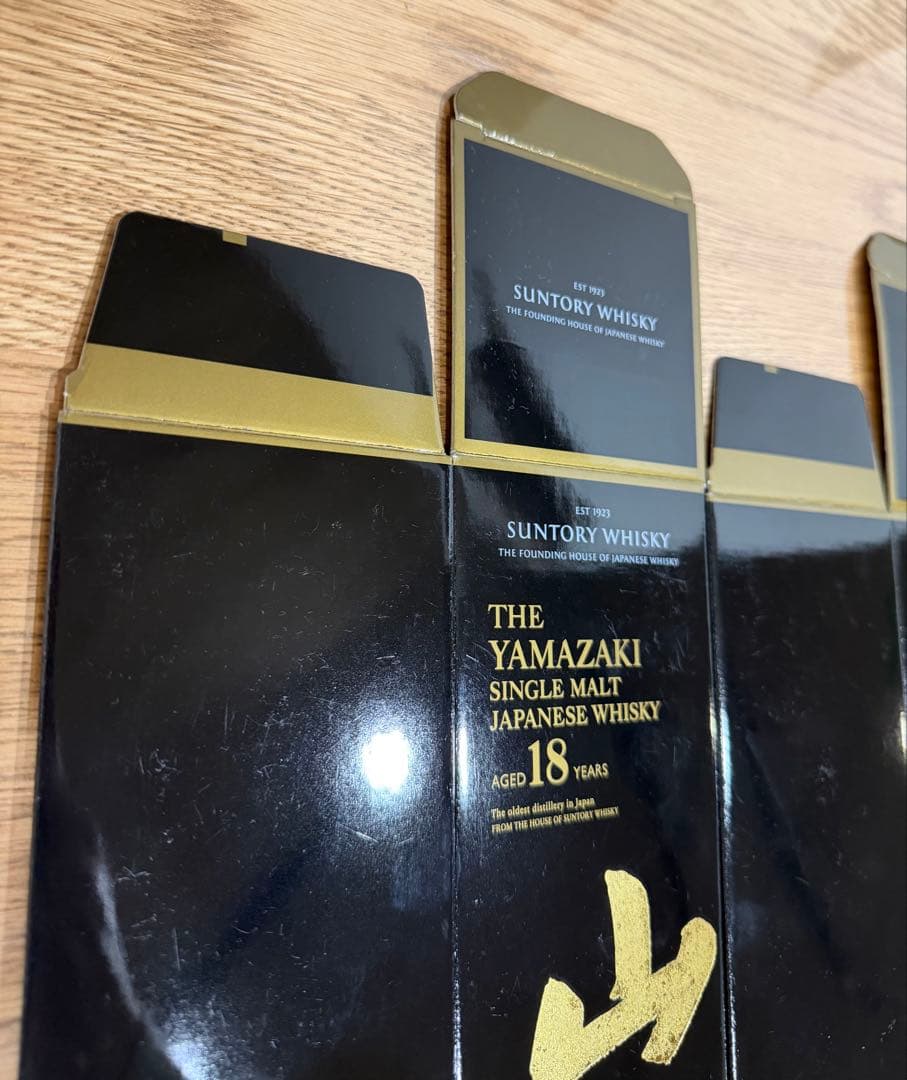 EST 1923
SUNTORY WHISKY
THE FOUNDING HOUSE OF JAPANESE WHISKY
EST 1923
SUNTORY WHISKY
THE FOUNDING HOUSE OF JAPANESE WHISKY
THE
YAMAZAKI
SINGLE MALT
JAPANESE WHISKY
AGED 18 YEARS
The oldest distillery in Japan
FROM THE HOUSE OF SUNTORY WHISKY
山